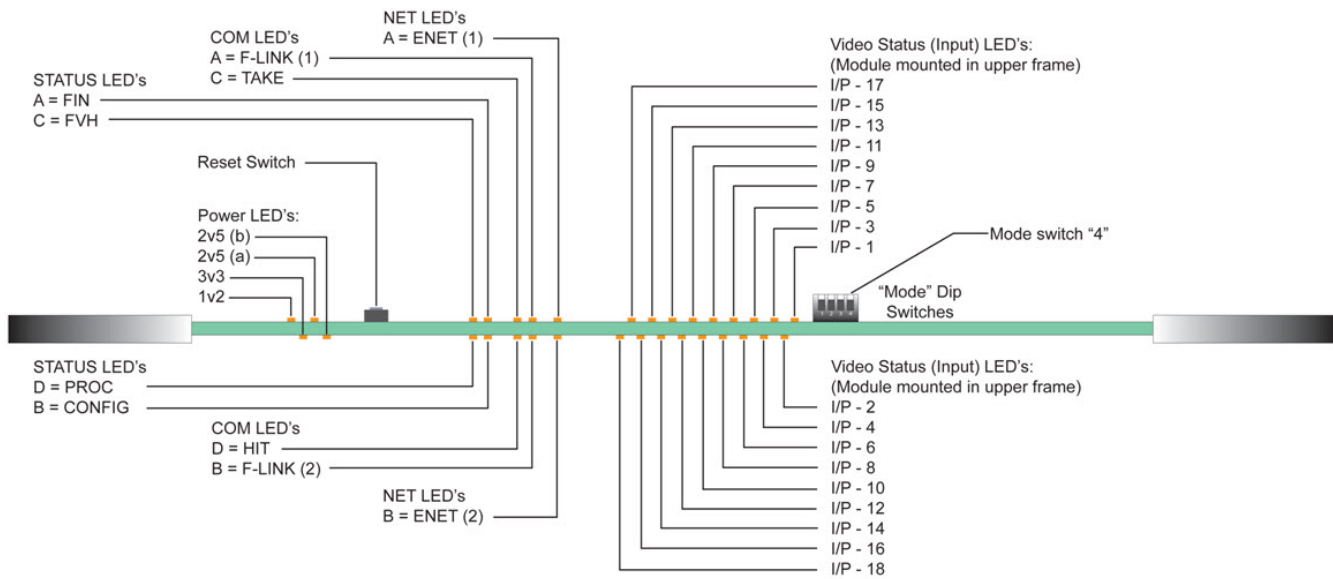 NET LED’s
A = ENET (1)
COM LED’s
A = F-LINK (1)
C = TAKE
STATUS LED’s
A = FIN
C = FVH
Reset Switch
Power LED’s:
2v5 (b)
2v5 (a)
3v3
1v2
Video Status (Input) LED’s:
(Module mounted in upper frame)
I/P - 17
I/P - 15
I/P - 13
I/P - 11
I/P - 9
I/P - 7
I/P - 5
I/P - 3
I/P - 1
Mode switch “4”
“Mode” Dip
Switches
1 2 3 4
STATUS LED’s
D = PROC
B = CONFIG
COM LED’s
D = HIT
B = F-LINK (2)
NET LED’s
B = ENET (2)
Video Status (Input) LED’s:
(Module mounted in upper frame)
I/P - 2
I/P - 4
I/P - 6
I/P - 8
I/P - 10
I/P - 12
I/P - 14
I/P - 16
I/P - 18